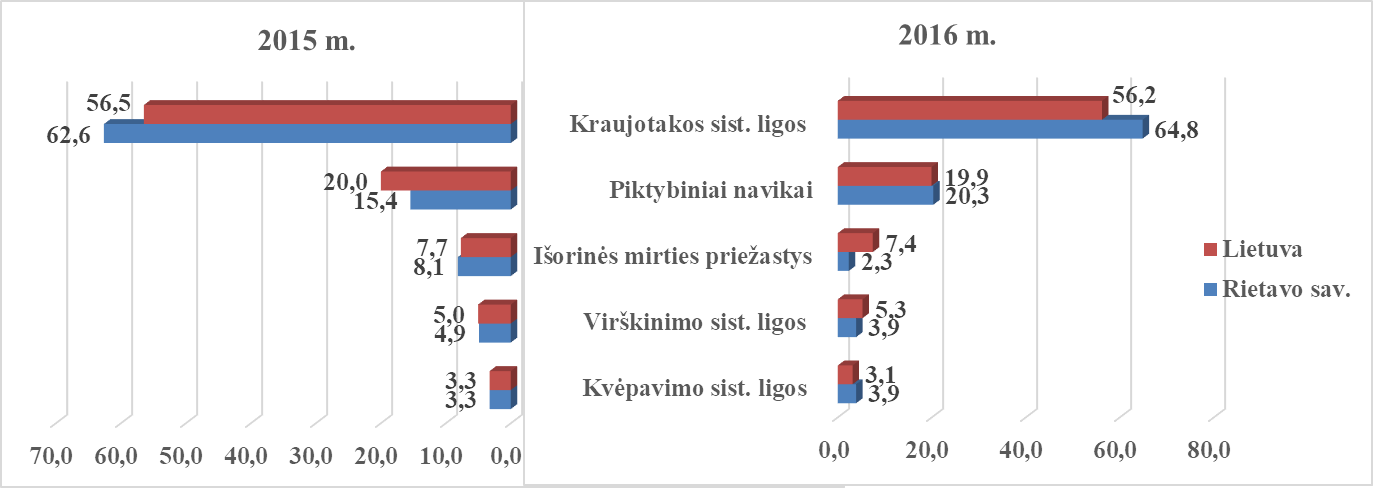 2015 m.
56,5
62,6
20,0
15,4
7,7
8,1
5,0
4,9
3,3
3,3
70,0 60,0 50,0 40,0 30,0 20,0 10,0 0,0
2016 m.
Kraujotakos sist. ligos
56,2
64,8
Piktybiniai navikai
19,9
20,3
Išorinės mirties priežastys
7,4
2,3
Virškinimo sist. ligos
5,3
3,9
Kvėpavimo sist. ligos
3,1
3,9
0,0 20,0 40,0 60,0 80,0
Lietuva
Rietavo sav.